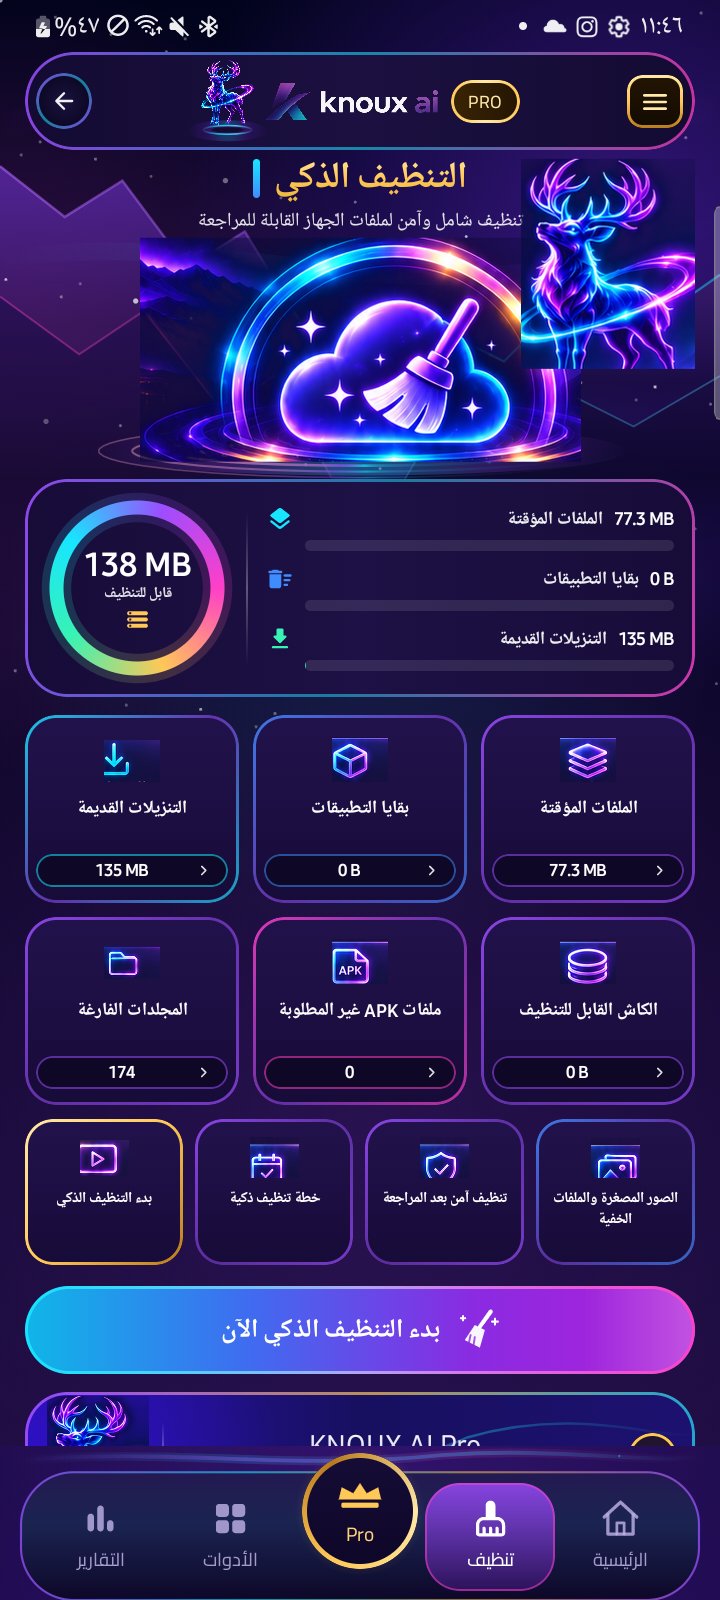 ١١:٤٦
%٤٧
knoux ai
PRO
التنظيف الذكي
تنظيف شامل وآمن لملفات الجهاز القابلة للمراجعة
138 MB
قابل للتنظيف
77.3 MB الملفات المؤقتة
0 B بقايا التطبيقات
135 MB التنزيلات القديمة
الملفات المؤقتة
77.3 MB
بقايا التطبيقات
0 B
التنزيلات القديمة
135 MB
الكاش القابل للتنظيف
0 B
APK
ملفات APK غير المطلوبة
0
المجلدات الفارغة
174
الصور المصغرة والملفات
الخفية
تنظيف آمن بعد المراجعة
خطة تنظيف ذكية
بدء التنظيف الذكي
بدء التنظيف الذكي الآن
KNOUX AI Pro
الرئيسية
تنظيف
Pro
الأدوات
التقارير